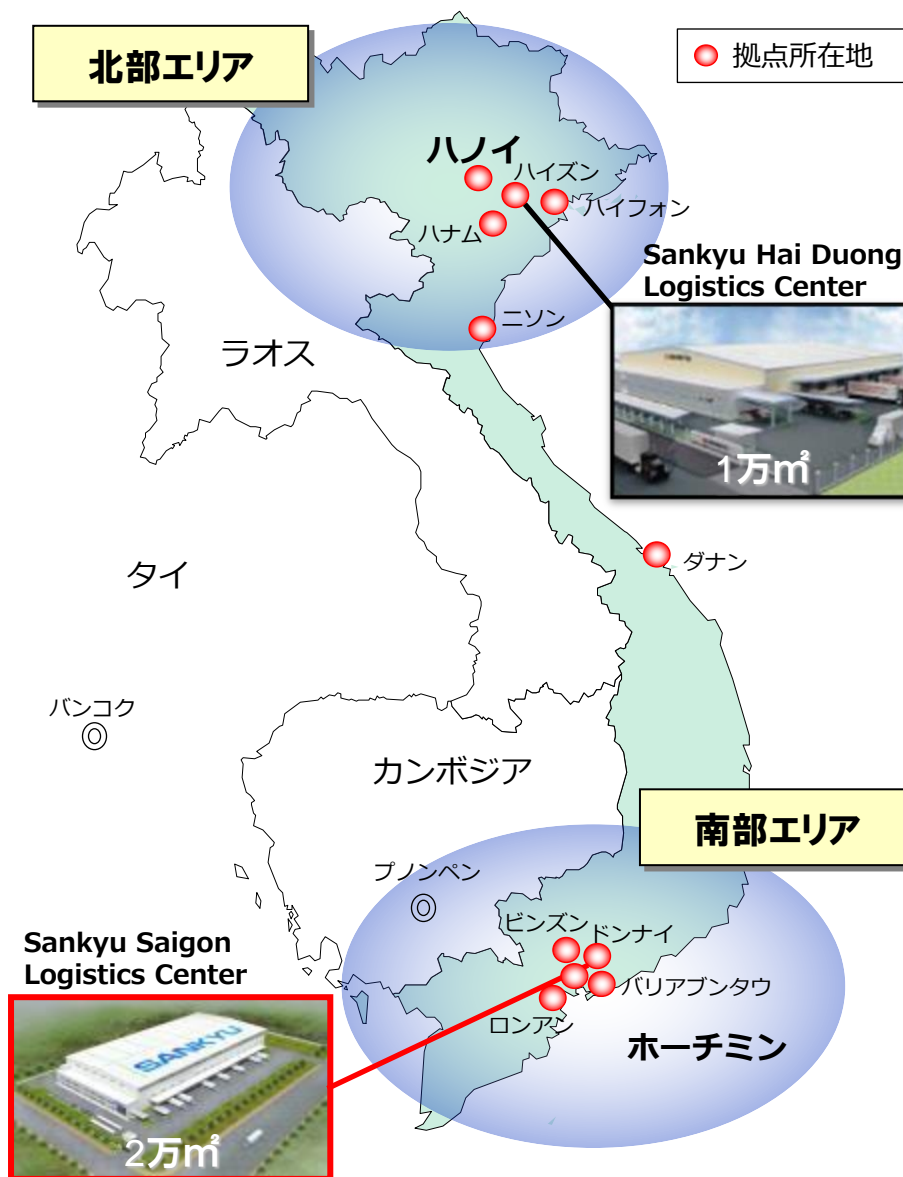 北部エリア
拠点所在地
ハノイ
ハイズン
ハイフォン
ハナム
Sankyu Hai Duong
Logistics Center
ニソン
ラオス
1万㎡
ダナン
タイ
バンコク
カンボジア
南部エリア
プノンペン
ビンズン
ドンナイ
Sankyu Saigon
Logistics Center
バリアブンタウ
ロンアン
ホーチミン
SANKYU
2万㎡